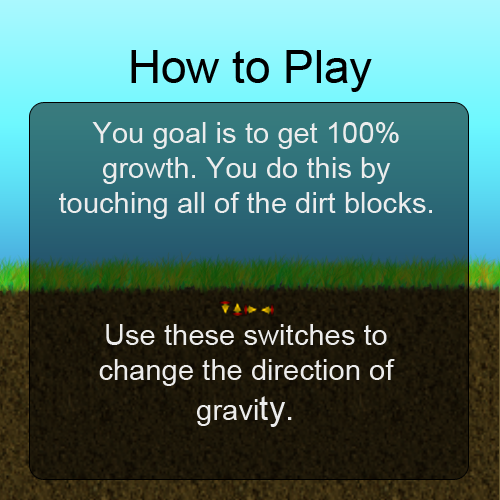 How to Play
You goal is to get 100%
growth. You do this by
touching all of the dirt blocks.
Use these switches to
change the direction of
gravity.